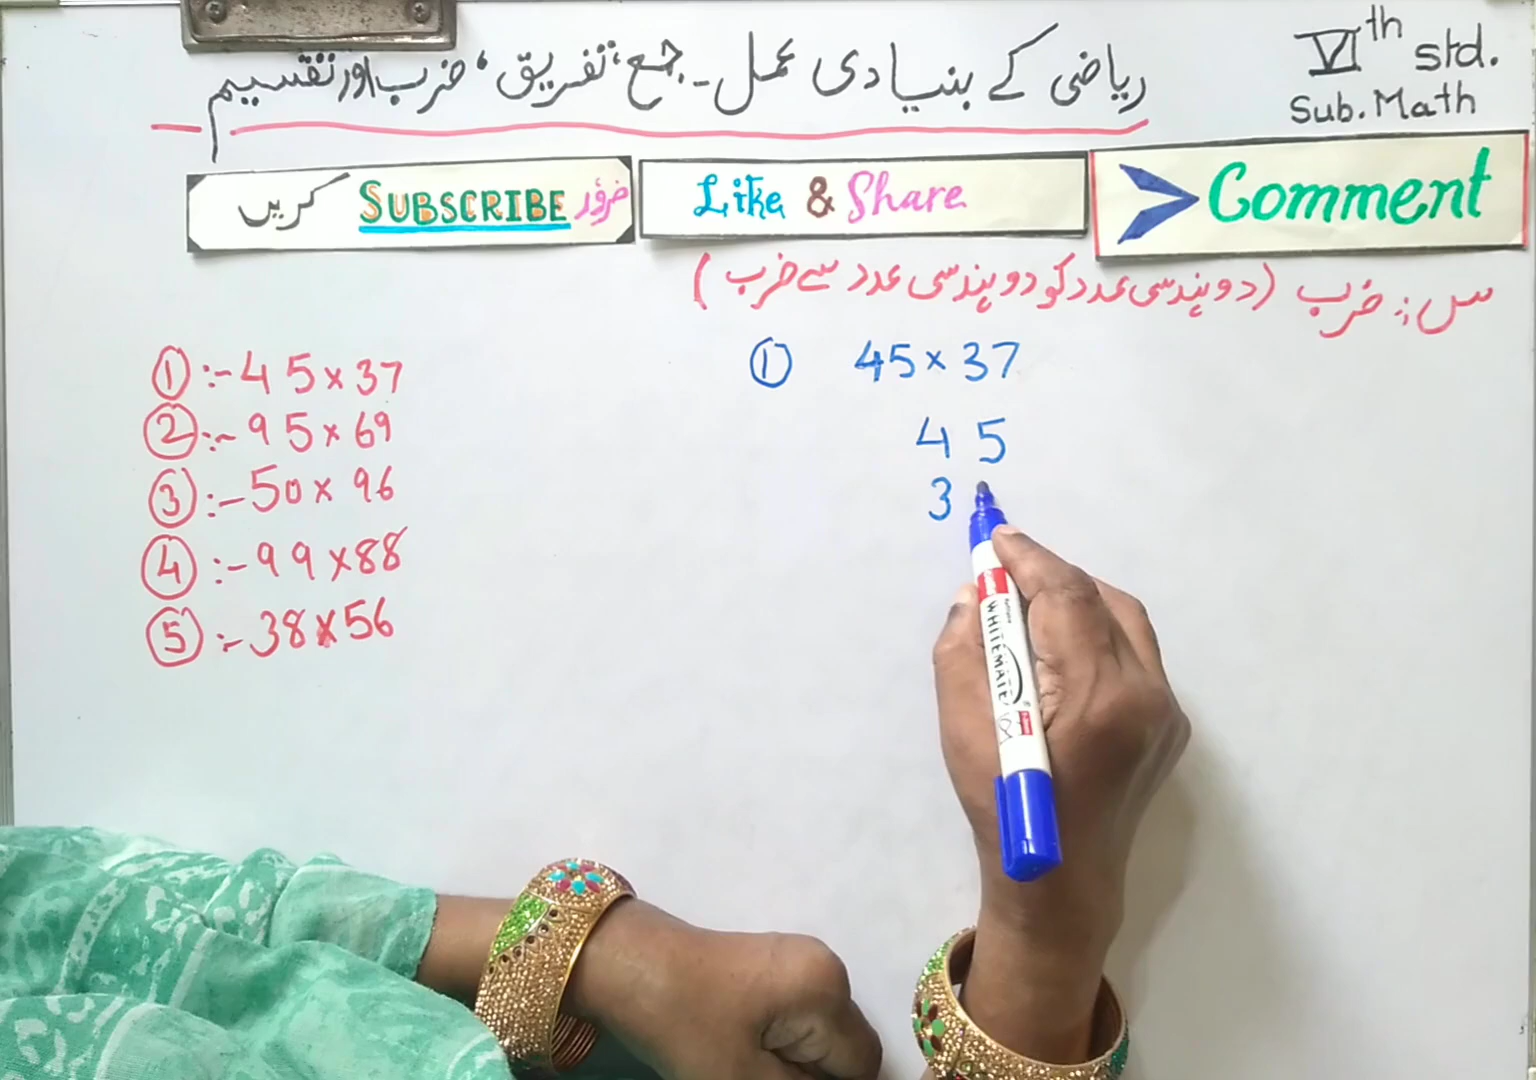 ریاضی کے بنیادی عمل۔ جمع، تفریق، ضرب اور تقسیم
VIth std.
Sub. Math
ضرور SUBSCRIBE کریں
Like & Share
Comment
س:؛ ضرب (دو ہندسی عدد کو دو ہندسی عدد سے ضرب)
① :- 45 x 37
② :- 95 x 69
③ :- 50 x 96
④ :- 99 x 88
⑤ :- 38 x 56
① 45 x 37
45
3
WHITEMATE